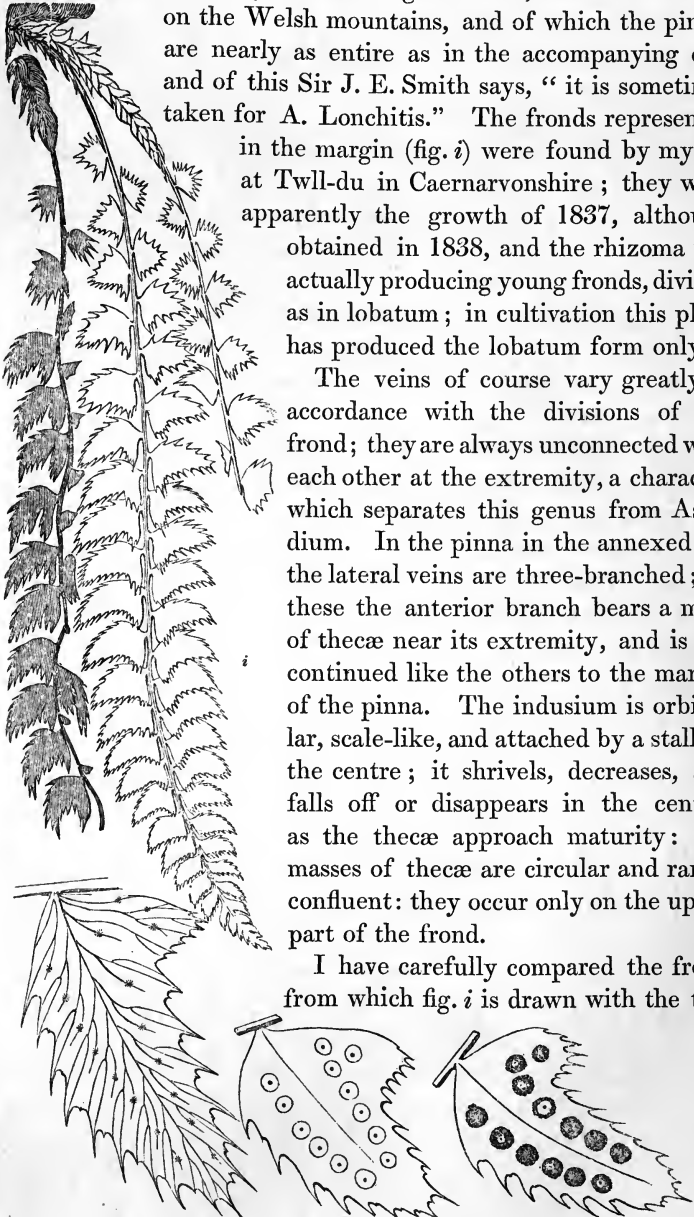 on the Welsh mountains, and of which the pin
are nearly as entire as in the accompanying
and of this Sir J. E. Smith says, “ it is someti
taken for A. Lonchitis.” The fronds represen
in the margin (fig. i) were found by my
at Twll-du in Caernarvonshire ; they w
apparently the growth of 1837, altho
obtained in 1838, and the rhizoma
actually producing young fronds, divi
as in lobatum ; in cultivation this pl
has produced the lobatum form only
The veins of course vary greatly
accordance with the divisions of
frond; they are always unconnected w
each other at the extremity, a charac
which separates this genus from As
dium. In the pinna in the annexed
the lateral veins are three-branched ;
these the anterior branch bears a m
of thecæ near its extremity, and is
i
continued like the others to the mar
of the pinna. The indusium is orbi
lar, scale-like, and attached by a stal
the centre ; it shrivels, decreases,
falls off or disappears in the cen
as the thecæ approach maturity :
masses of thecæ are circular and rar
confluent: they occur only on the up
part of the frond.
I have carefully compared the fr
from which fig. i is drawn with the t